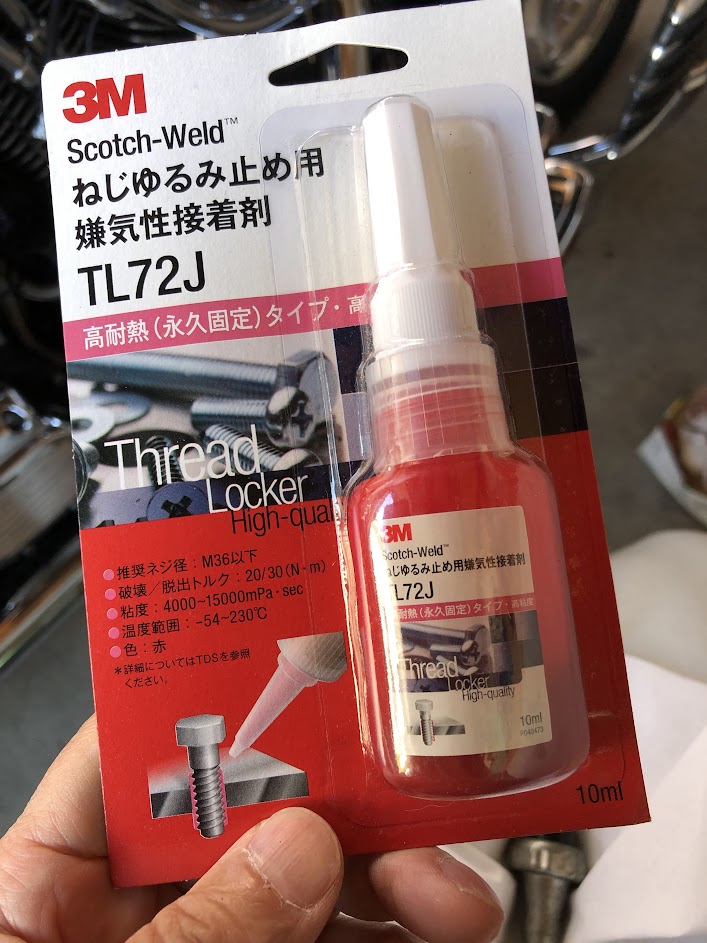 3M
Scotch-Weld™
ねじゆるみ止め用
嫌気性接着剤
TL72J
高耐熱(永久固定)タイプ・高
Thread
Locker
High-qual
●推奨ネジ径：M36以下
●破壊／脱出トルク：20/30(N・m)
●粘度：4000~15000mPa・sec
●温度範囲：-54~230℃
●色：赤
*詳細についてはTDSを参照
ください。
10ml
3M
Scotch-Weld™
ねじゆるみ止め用嫌気性接着剤
TL72J
高耐熱(永久固定)タイプ・高粘度
Thread
Locker
High-quality
10ml